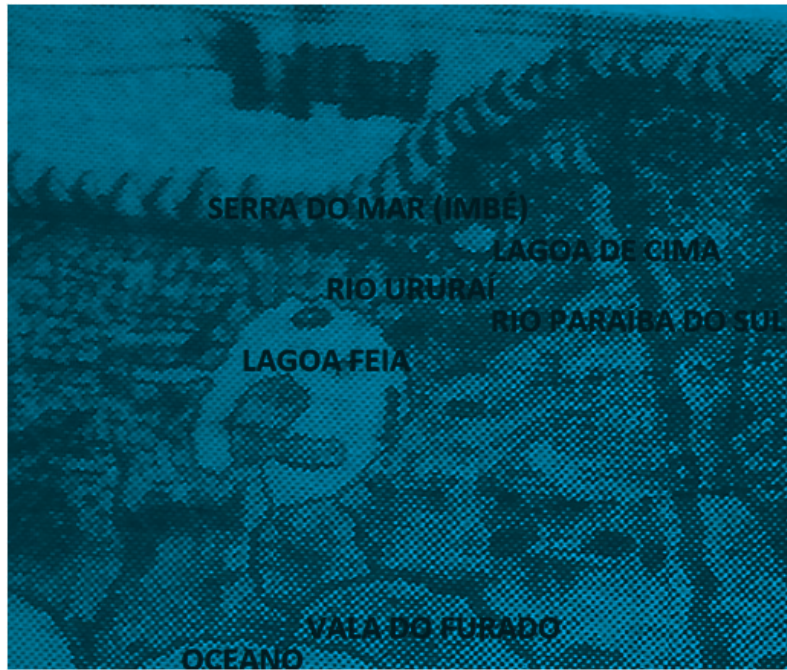 SERRA DO MAR (IMBÉ)
LAGOA DE CIMA
RIO URURAÍ
RIO PARAÍBA DO SUL
LAGOA FEIA
VALA DO FURADO
OCEANO